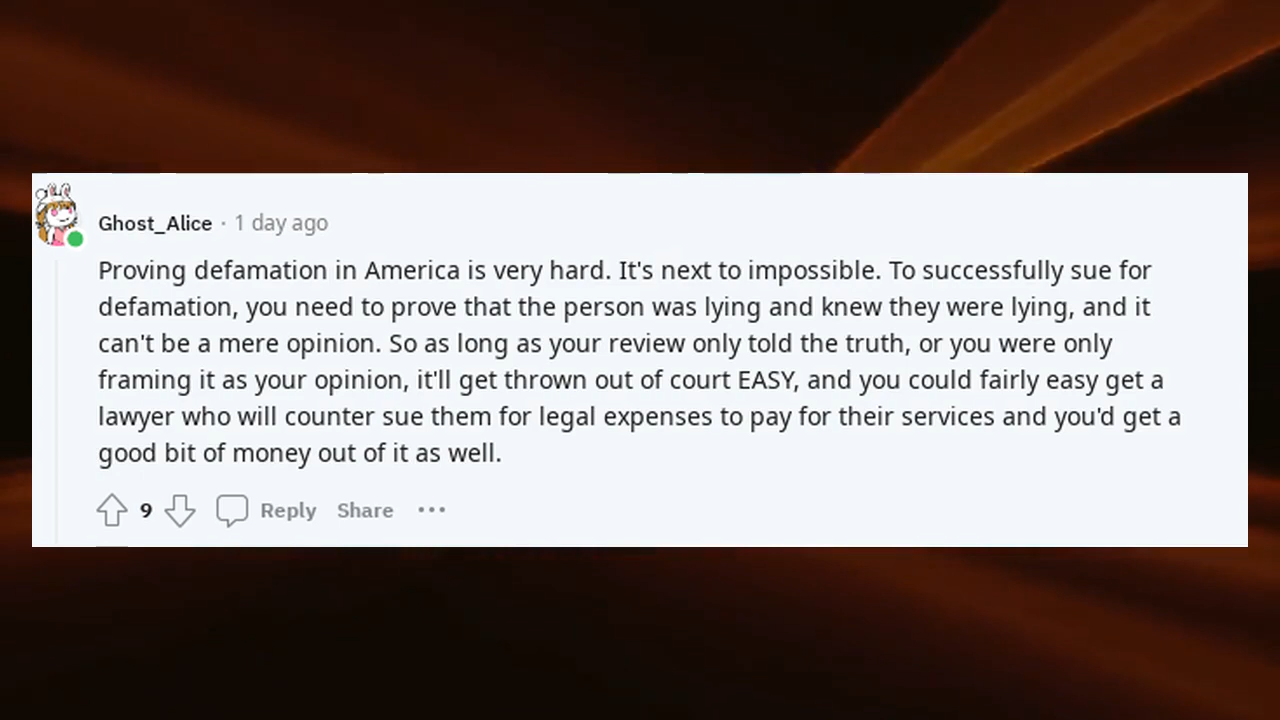 Ghost_Alice · 1 day ago
Proving defamation in America is very hard. It's next to impossible. To successfully sue for
defamation, you need to prove that the person was lying and knew they were lying, and it
can't be a mere opinion. So as long as your review only told the truth, or you were only
framing it as your opinion, it'll get thrown out of court EASY, and you could fairly easy get a
lawyer who will counter sue them for legal expenses to pay for their services and you'd get a
good bit of money out of it as well.
9 Reply Share ···